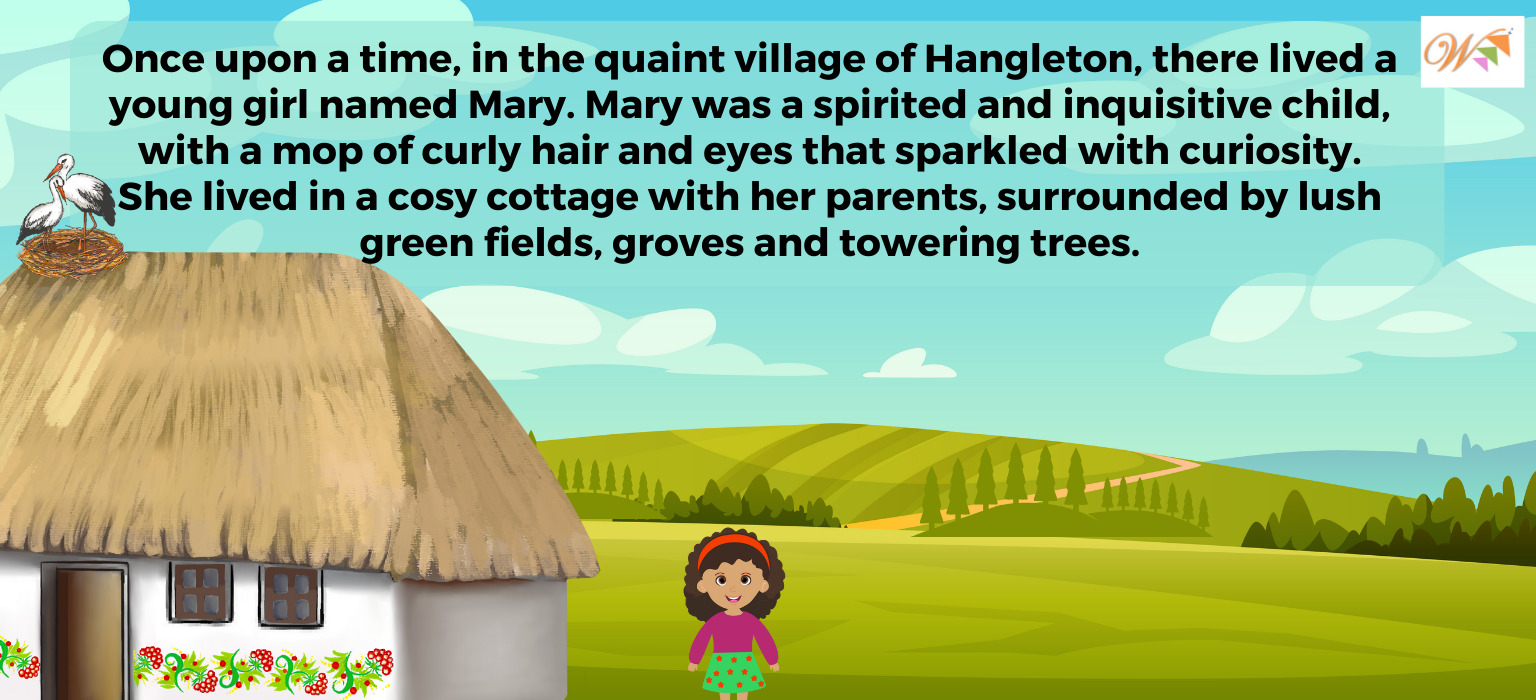 Once upon a time, in the quaint village of Hangleton, there lived a
young girl named Mary. Mary was a spirited and inquisitive child,
with a mop of curly hair and eyes that sparkled with curiosity.
She lived in a cosy cottage with her parents, surrounded by lush
green fields, groves and towering trees.
W